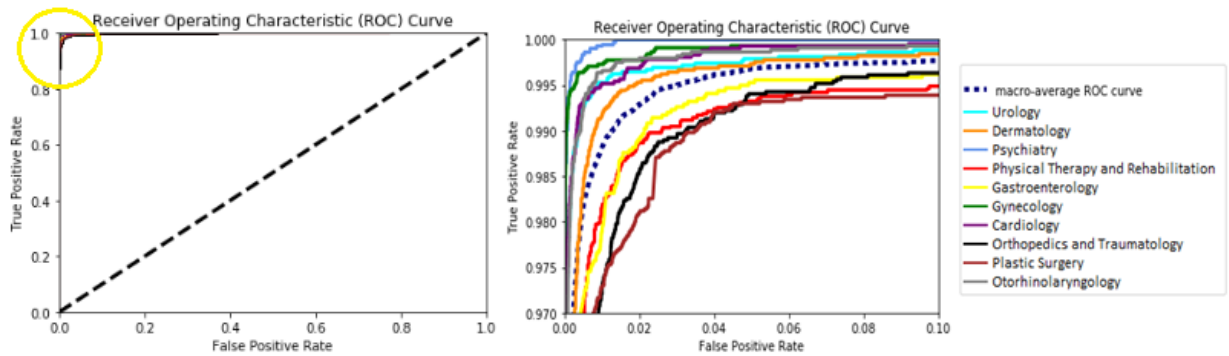 Receiver Operating Characteristic (ROC) Curve
True Positive Rate
1.0
0.8
0.6
0.4
0.2
0.0
0.0 0.2 0.4 0.6 0.8 1.0
False Positive Rate
Receiver Operating Characteristic (ROC) Curve
True Positive Rate
1.000
0.995
0.990
0.985
0.980
0.975
0.970
0.00 0.02 0.04 0.06 0.08 0.10
False Positive Rate
macro-average ROC curve
Urology
Dermatology
Psychiatry
Physical Therapy and Rehabilitation
Gastroenterology
Gynecology
Cardiology
Orthopedics and Traumatology
Plastic Surgery
Otorhinolaryngology